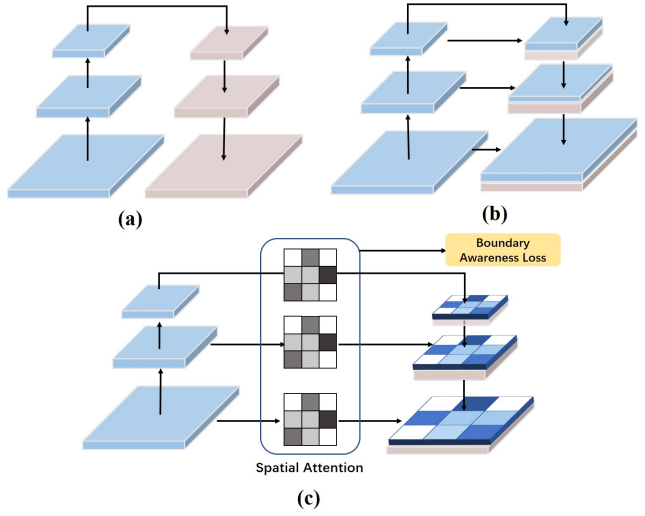 (a)
(b)
Boundary
Awareness Loss
Spatial Attention
(c)